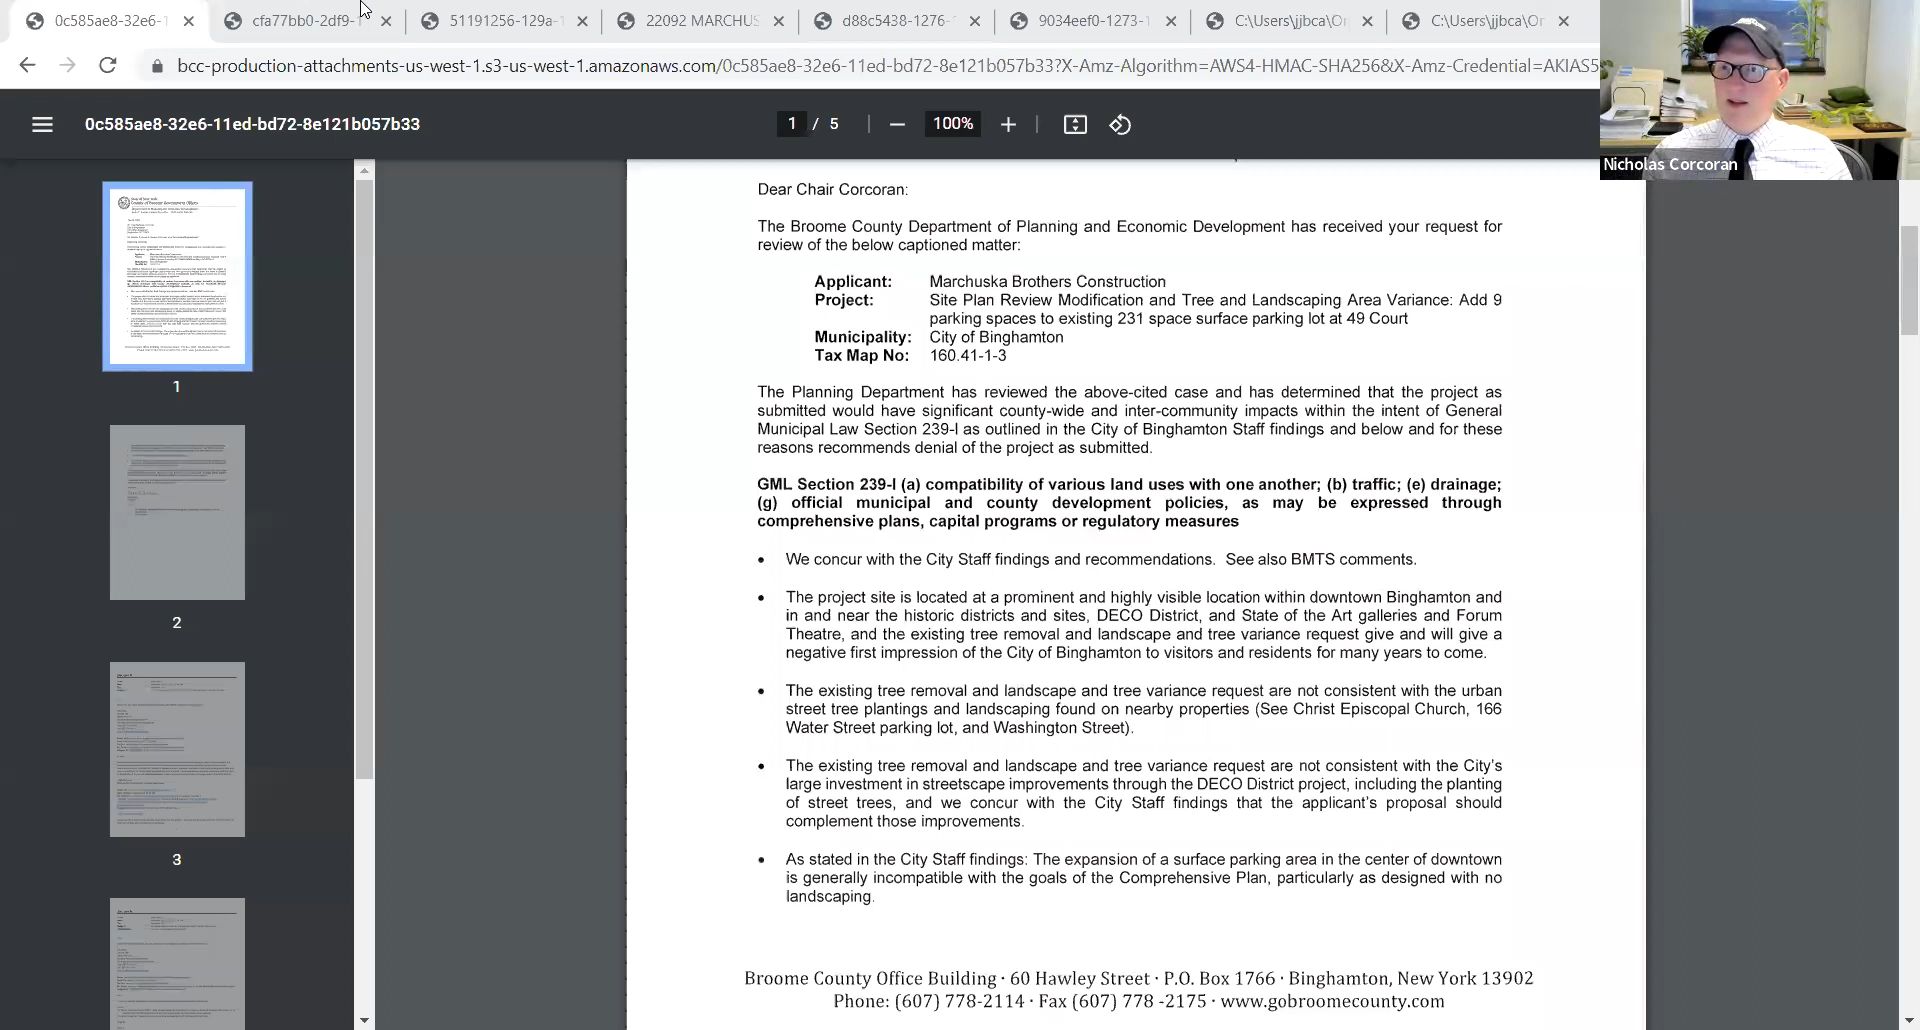 0c585ae8-32e6-1
cfa77bb0-2df9-1
51191256-129a-1
22092 MARCHUS
d88c5438-1276-
9034eef0-1273-1
C:\Users\jjbca\On
C:\Users\jjbca\On
bcc-production-attachments-us-west-1.s3-us-west-1.amazonaws.com/0c585ae8-32e6-11ed-bd72-8e121b057b33?X-Amz-Algorithm=AWS4-HMAC-SHA256&X-Amz-Credential=AKIAS5
0c585ae8-32e6-11ed-bd72-8e121b057b33
1 / 5
100%
Nicholas Corcoran
1
2
3
Dear Chair Corcoran:
The Broome County Department of Planning and Economic Development has received your request for
review of the below captioned matter:
Applicant: Marchuska Brothers Construction
Project: Site Plan Review Modification and Tree and Landscaping Area Variance: Add 9
parking spaces to existing 231 space surface parking lot at 49 Court
Municipality: City of Binghamton
Tax Map No: 160.41-1-3
The Planning Department has reviewed the above-cited case and has determined that the project as
submitted would have significant county-wide and inter-community impacts within the intent of General
Municipal Law Section 239-l as outlined in the City of Binghamton Staff findings and below and for these
reasons recommends denial of the project as submitted.
GML Section 239-l (a) compatibility of various land uses with one another; (b) traffic; (e) drainage;
(g) official municipal and county development policies, as may be expressed through
comprehensive plans, capital programs or regulatory measures
• We concur with the City Staff findings and recommendations. See also BMTS comments.
• The project site is located at a prominent and highly visible location within downtown Binghamton and
in and near the historic districts and sites, DECO District, and State of the Art galleries and Forum
Theatre, and the existing tree removal and landscape and tree variance request give and will give a
negative first impression of the City of Binghamton to visitors and residents for many years to come.
• The existing tree removal and landscape and tree variance request are not consistent with the urban
street tree plantings and landscaping found on nearby properties (See Christ Episcopal Church, 166
Water Street parking lot, and Washington Street).
• The existing tree removal and landscape and tree variance request are not consistent with the City's
large investment in streetscape improvements through the DECO District project, including the planting
of street trees, and we concur with the City Staff findings that the applicant's proposal should
complement those improvements.
• As stated in the City Staff findings: The expansion of a surface parking area in the center of downtown
is generally incompatible with the goals of the Comprehensive Plan, particularly as designed with no
landscaping.
Broome County Office Building · 60 Hawley Street · P.O. Box 1766 · Binghamton, New York 13902
Phone: (607) 778-2114 · Fax (607) 778 -2175 · www.gobroomecounty.com